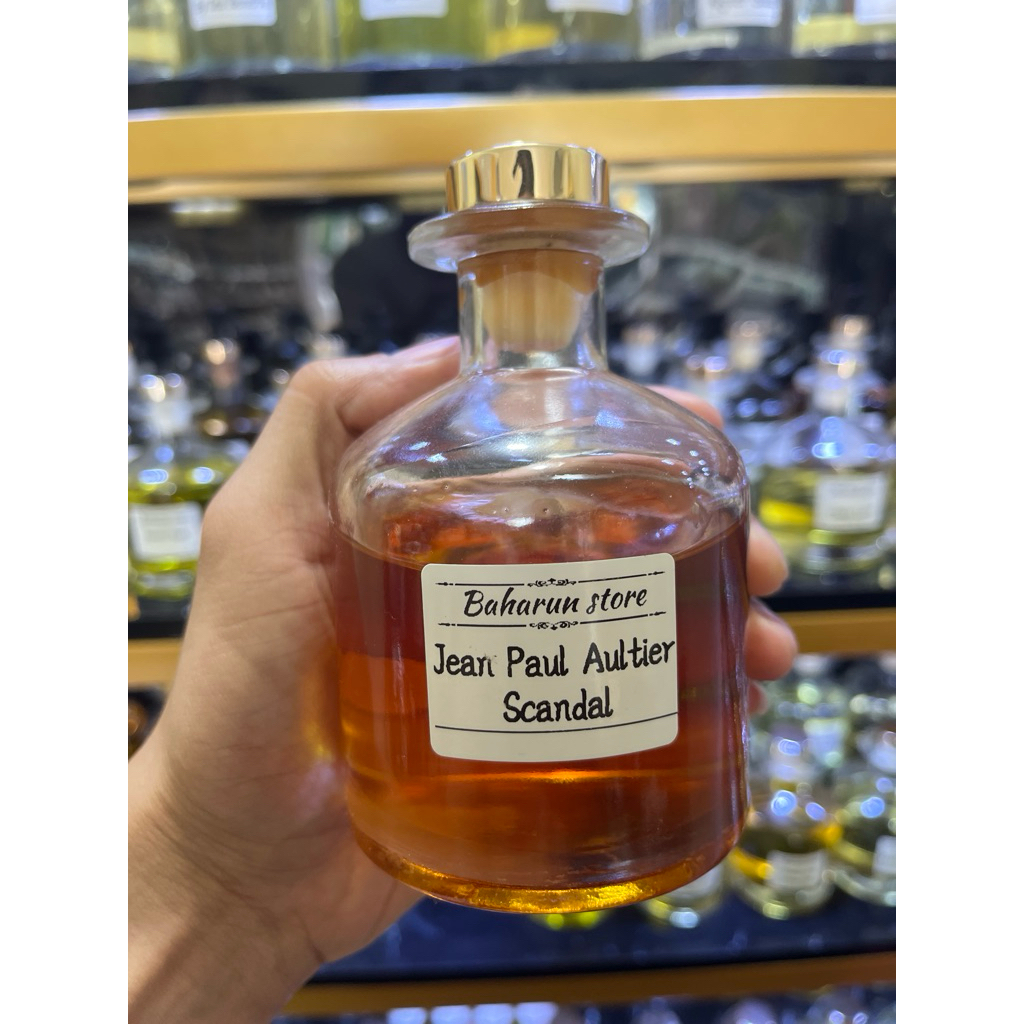 Baharun store
Jean Paul Aultier
Scandal